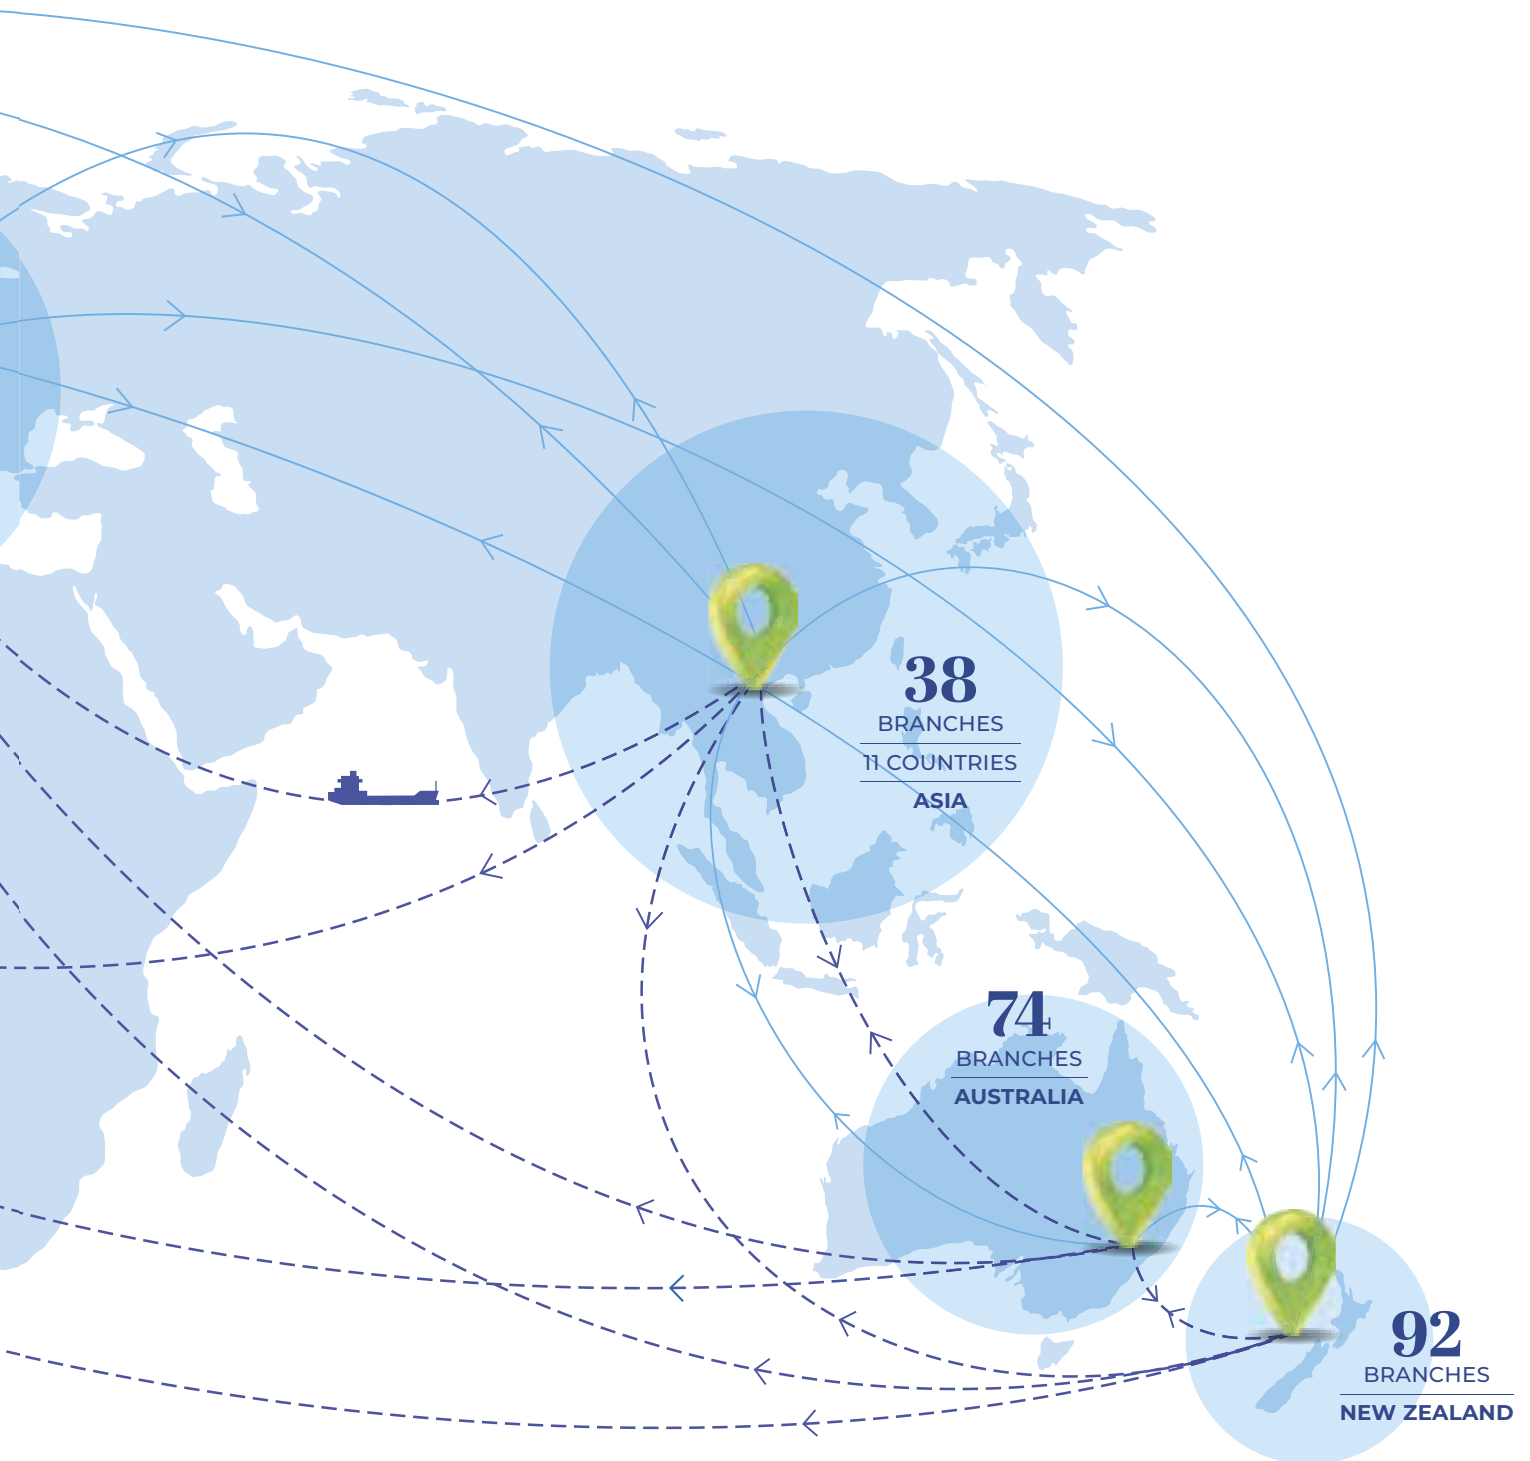 38
BRANCHES
11 COUNTRIES
ASIA
74
BRANCHES
AUSTRALIA
92
BRANCHES
NEW ZEALAND